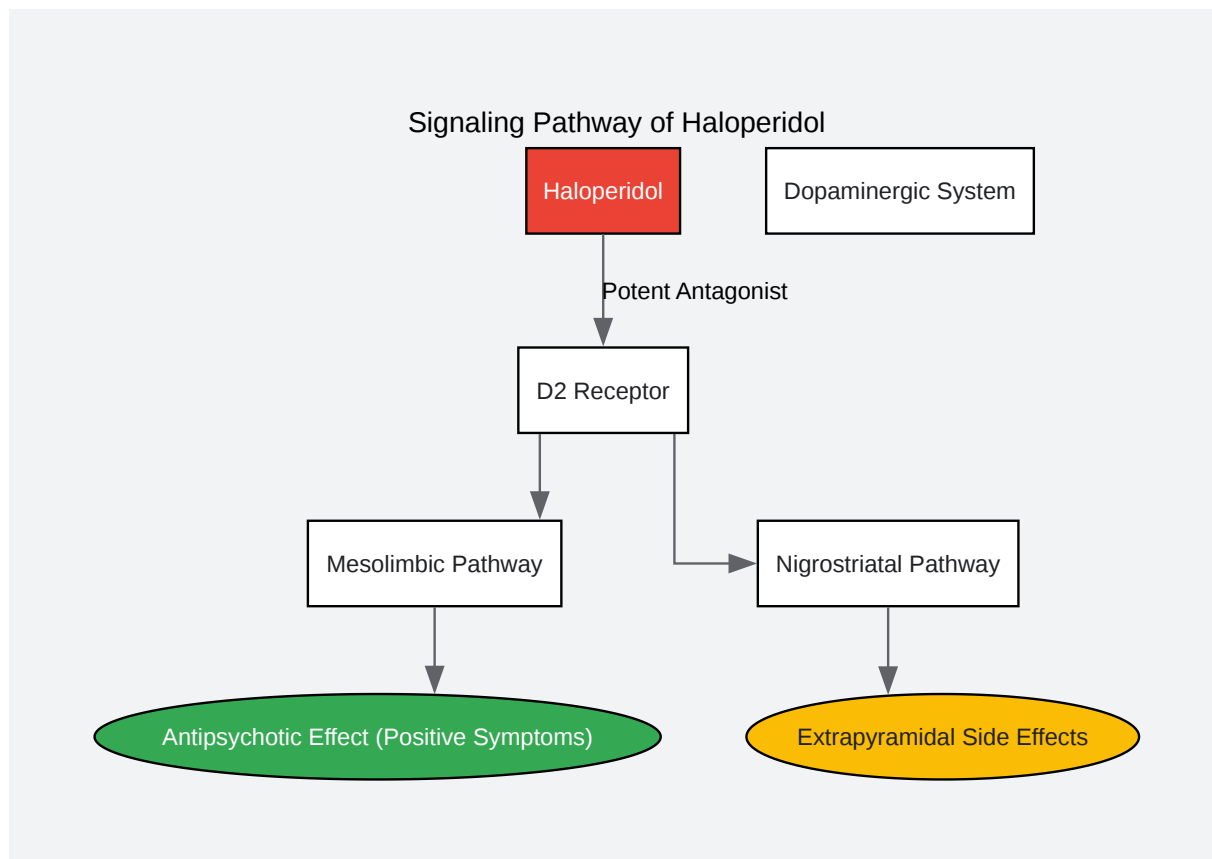 Signaling Pathway of Haloperidol
Haloperidol
Dopaminergic System
Potent Antagonist
D2 Receptor
Mesolimbic Pathway
Nigrostriatal Pathway
Antipsychotic Effect (Positive Symptoms)
Extrapyramidal Side Effects